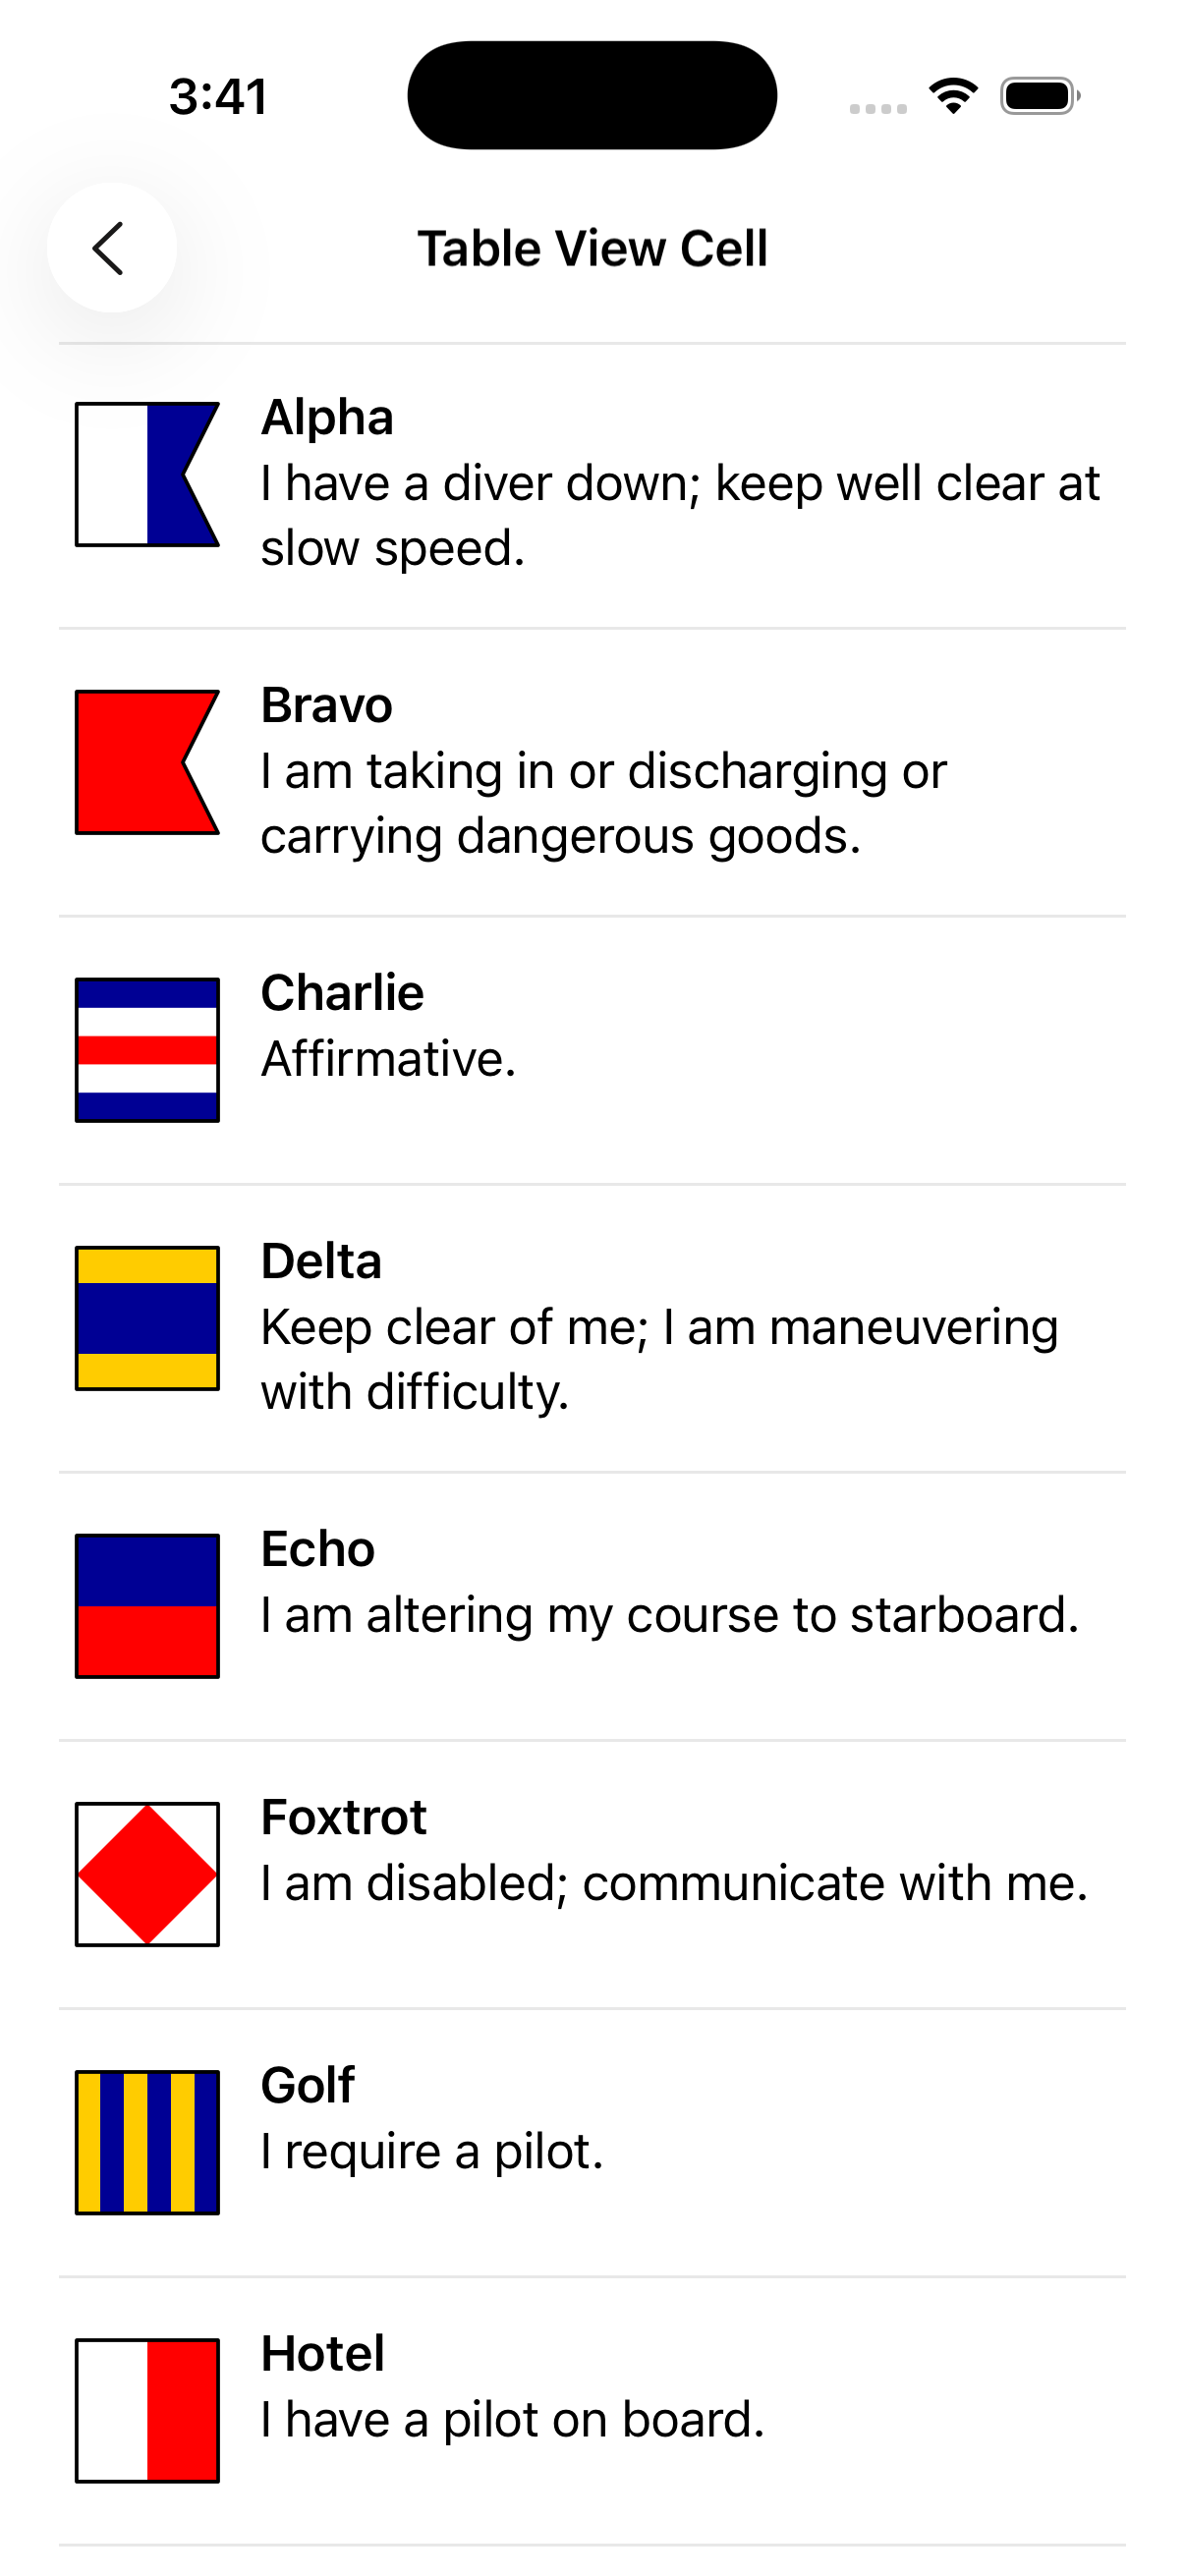 3:41
Table View Cell
Alpha
I have a diver down; keep well clear at
slow speed.
Bravo
I am taking in or discharging or
carrying dangerous goods.
Charlie
Affirmative.
Delta
Keep clear of me; I am maneuvering
with difficulty.
Echo
I am altering my course to starboard.
Foxtrot
I am disabled; communicate with me.
Golf
I require a pilot.
Hotel
I have a pilot on board.